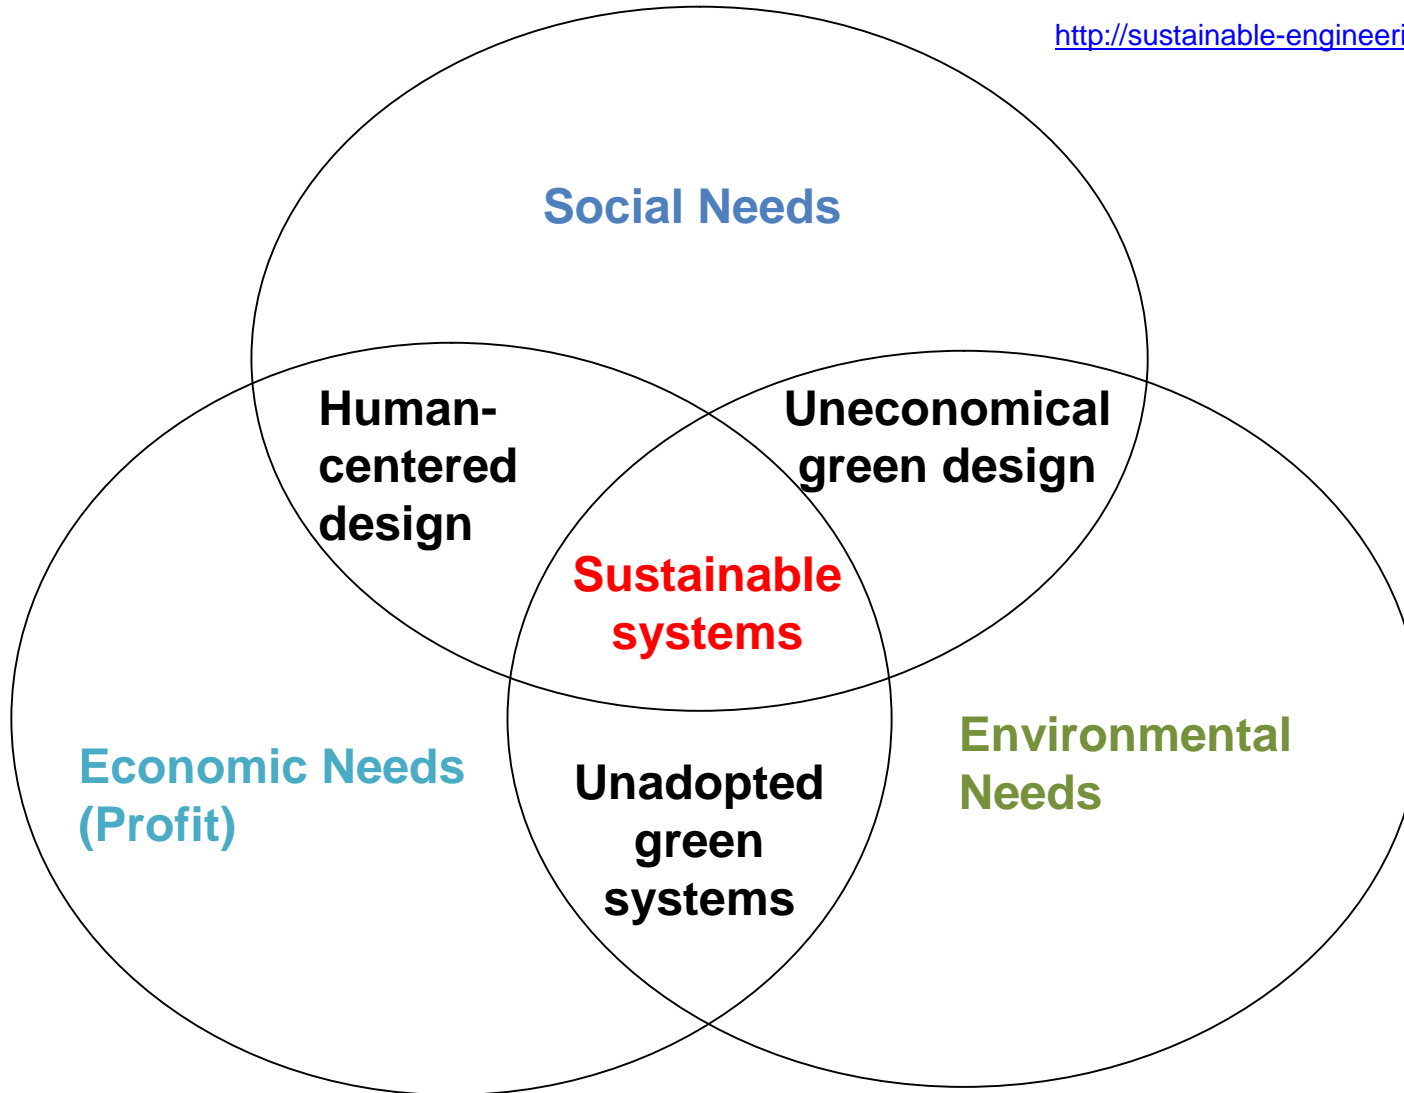 http://sustainable-engineeri
Social Needs
Human-
centered
design
Uneconomical
green design
Sustainable
systems
Economic Needs
(Profit)
Unadopted
green
systems
Environmental
Needs